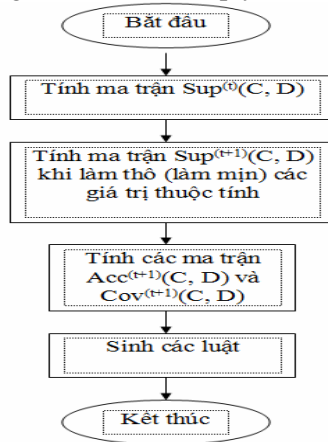 Bắt đầu
Tính ma trận Sup⁽ᵗ⁾(C, D)
Tính ma trận Sup⁽ᵗ⁺¹⁾(C, D)
khi làm thô (làm mịn) các
giá trị thuộc tính
Tính các ma trận
Acc⁽ᵗ⁺¹⁾(C, D) và
Cov⁽ᵗ⁺¹⁾(C, D)
Sinh các luật
Kết thúc